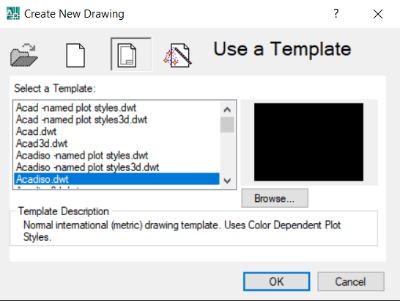 Create New Drawing
Use a Template
Select a Template:
Acad -named plot styles.dwt
Acad -named plot styles3d.dwt
Acad.dwt
Acad3d.dwt
Acadiso -named plot styles.dwt
Acadiso -named plot styles3d.dwt
Acadiso.dwt
Browse...
Template Description
Normal international (metric) drawing template. Uses Color Dependent Plot
Styles.
OK
Cancel